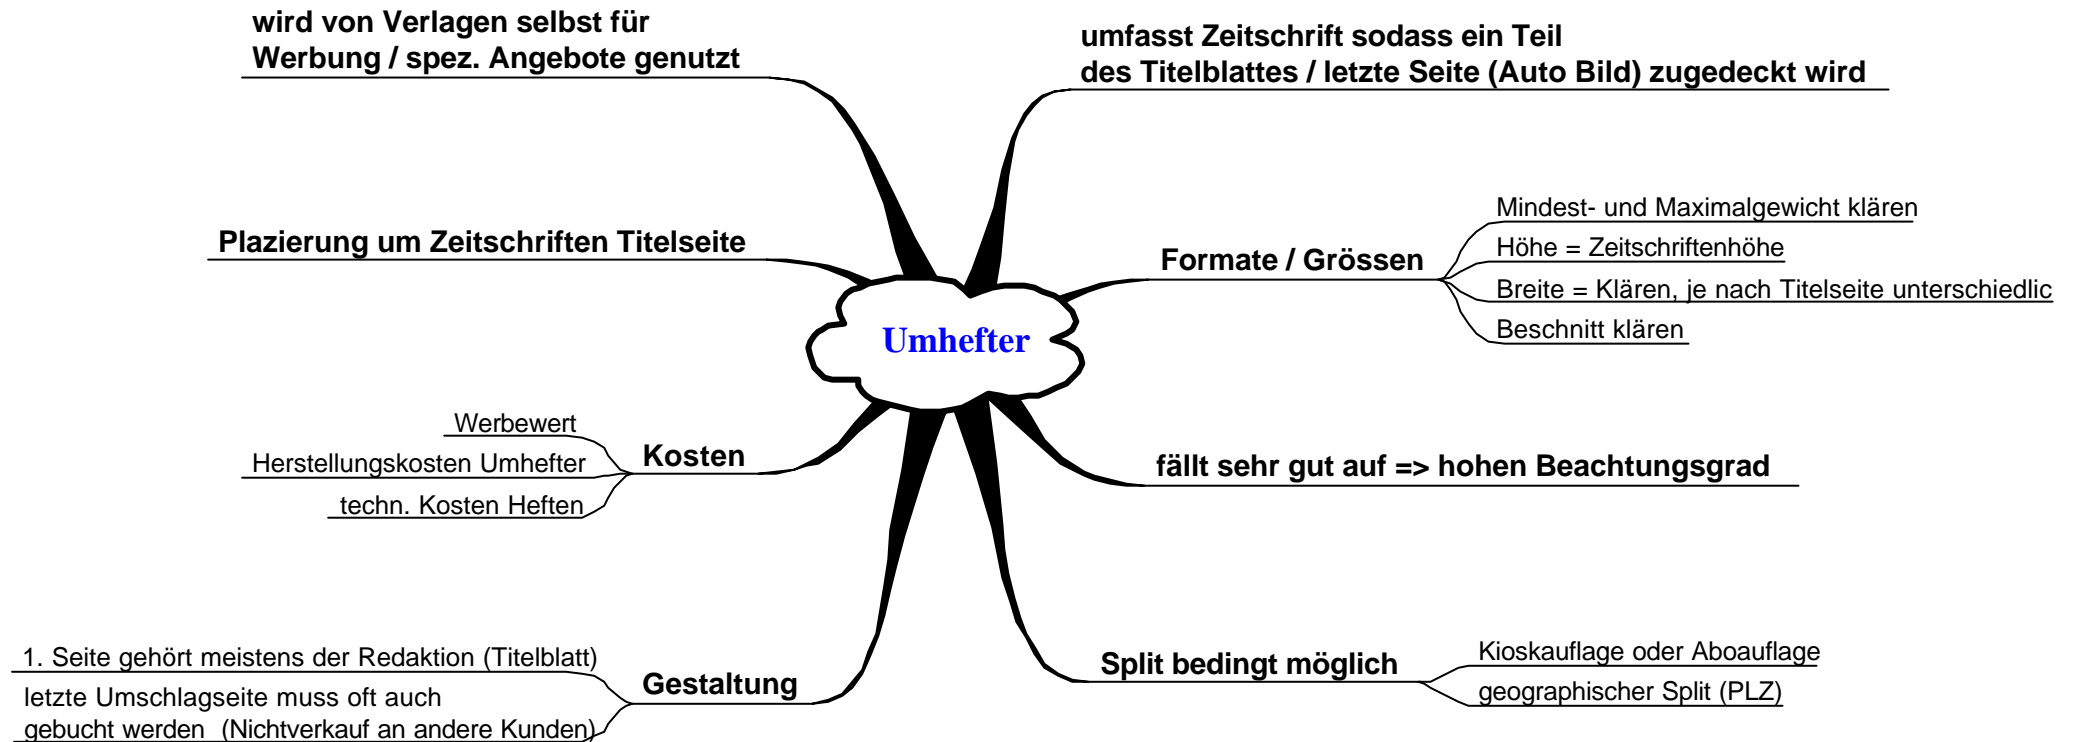 wird von Verlagen selbst für
Werbung / spez. Angebote genutzt
umfasst Zeitschrift sodass ein Teil
des Titelblattes / letzte Seite (Auto Bild) zugedeckt wird
Plazierung um Zeitschriften Titelseite
Formate / Grössen
Mindest- und Maximalgewicht klären
Höhe = Zeitschriftenhöhe
Breite = Klären, je nach Titelseite unterschiedlic
Beschnitt klären
Umhefter
Werbewert
Herstellungskosten Umhefter
techn. Kosten Heften
Kosten
fällt sehr gut auf => hohen Beachtungsgrad
1. Seite gehört meistens der Redaktion (Titelblatt)
letzte Umschlagseite muss oft auch
gebucht werden  (Nichtverkauf an andere Kunden)
Gestaltung
Split bedingt möglich
Kioskauflage oder Aboauflage
geographischer Split (PLZ)